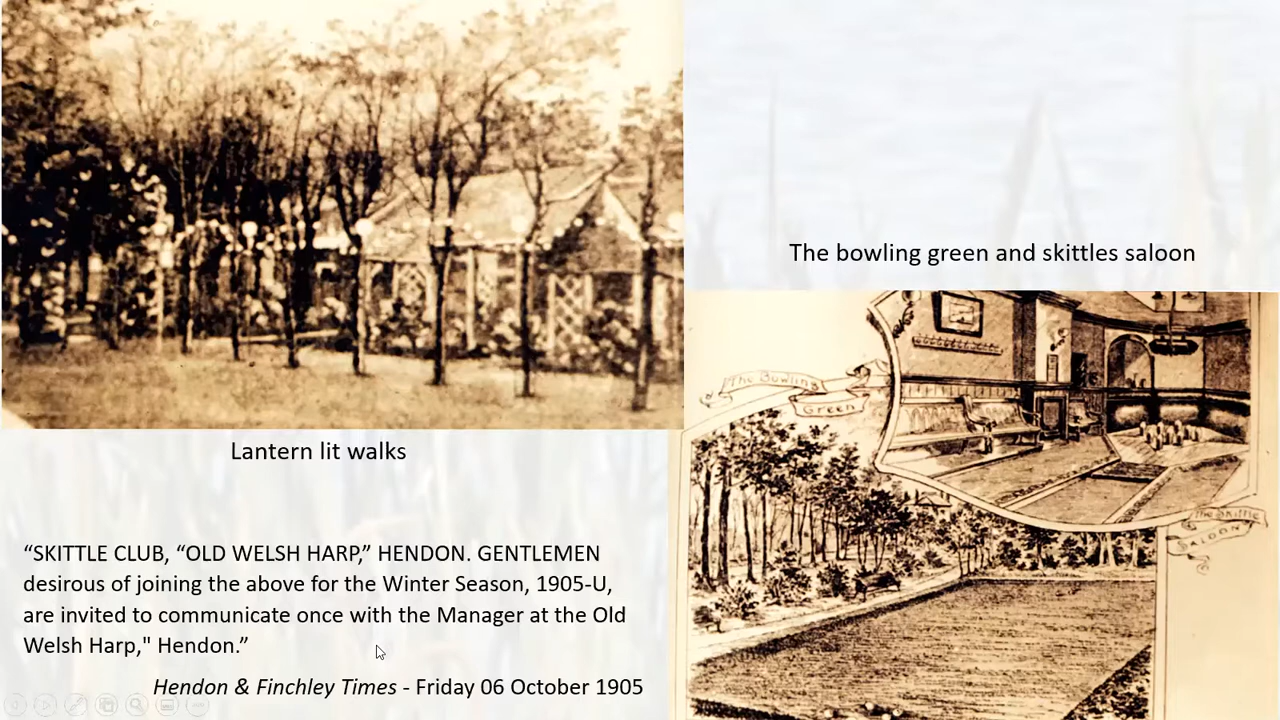 The bowling green and skittles saloon
The Bowling
Green
The Skittle
Saloon
Lantern lit walks
“SKITTLE CLUB, “OLD WELSH HARP,” HENDON. GENTLEMEN
desirous of joining the above for the Winter Season, 1905-U,
are invited to communicate once with the Manager at the Old
Welsh Harp," Hendon.”
Hendon & Finchley Times - Friday 06 October 1905